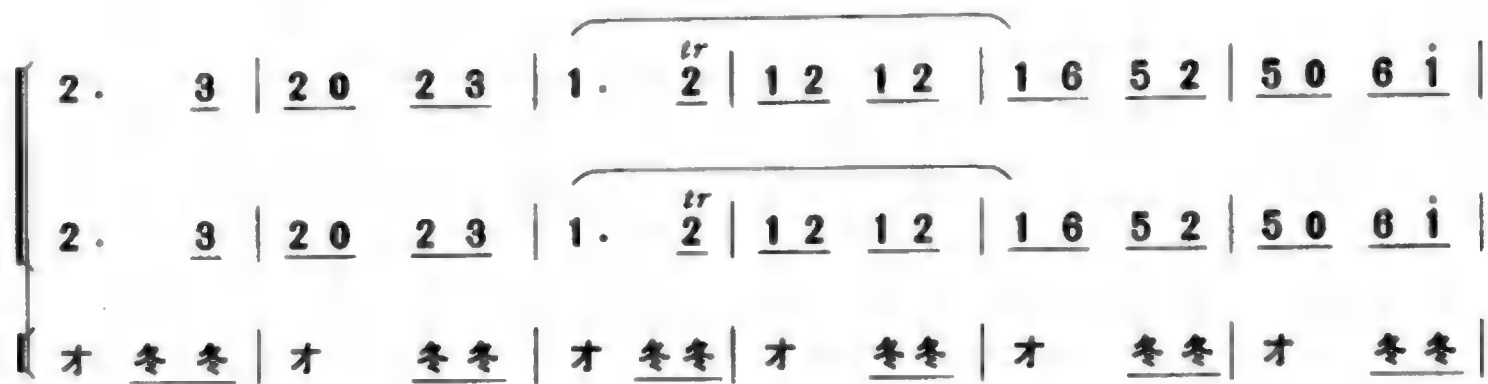 2. 3 | 2 0 2 3 | 1. tr 2 | 1 2 1 2 | 1 6 5 2 | 5 0 6 i |
2. 3 | 2 0 2 3 | 1. tr 2 | 1 2 1 2 | 1 6 5 2 | 5 0 6 i |
才 冬冬 | 才 冬冬 | 才 冬冬 | 才 冬冬 | 才 冬冬 | 才 冬冬 |